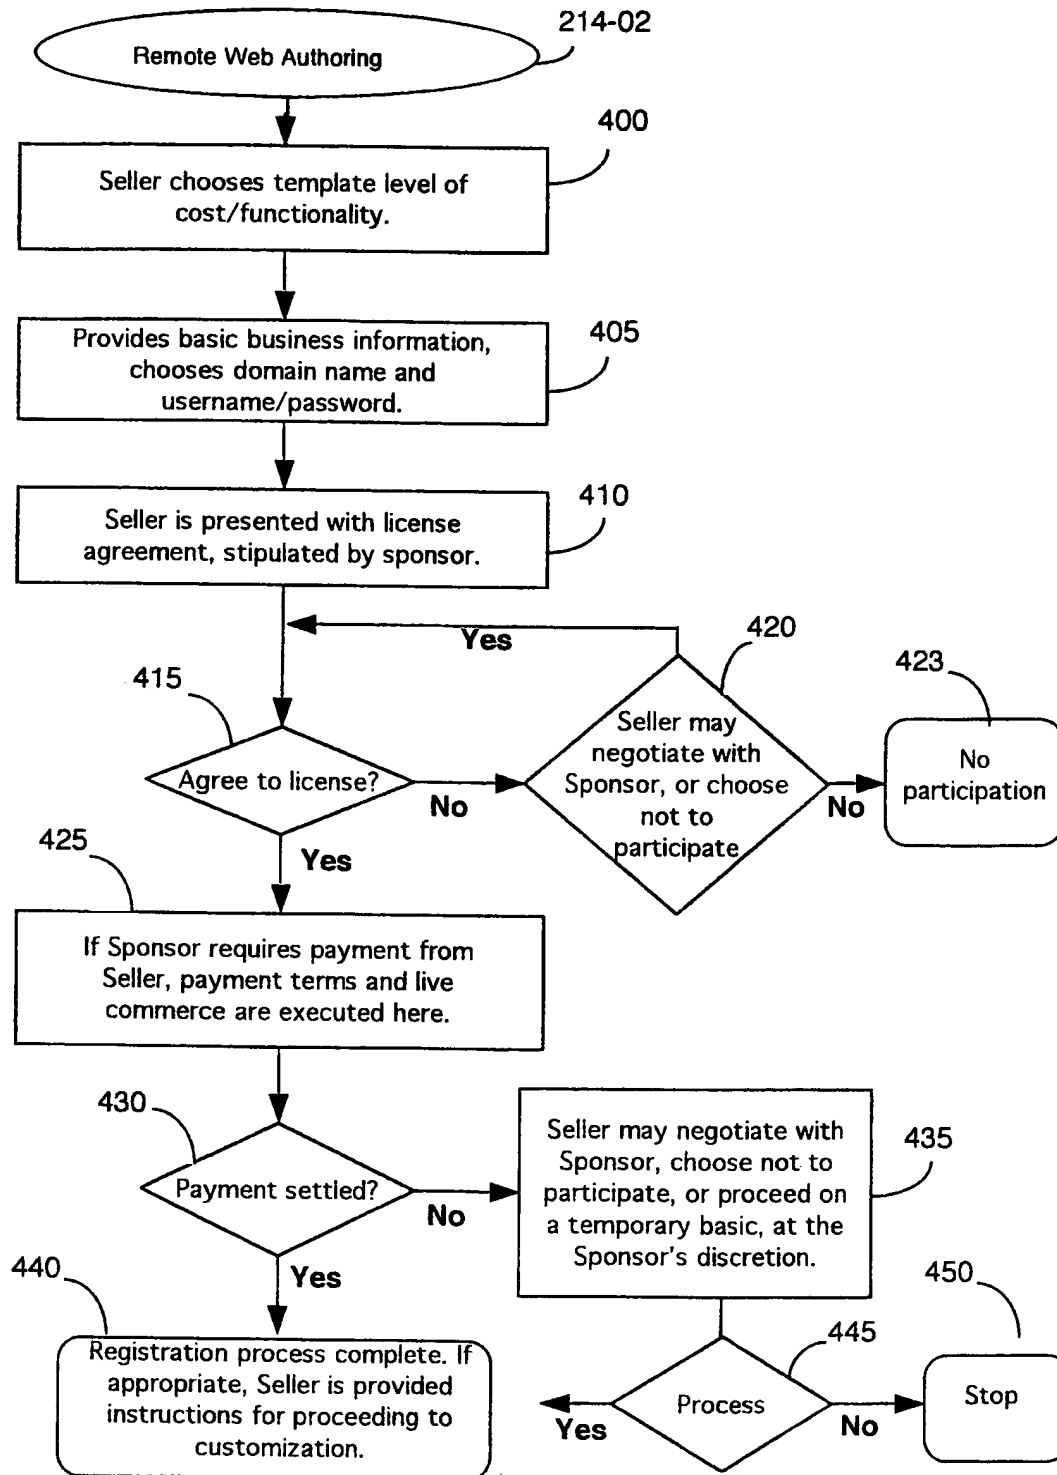 214-02
Remote Web Authoring
400
Seller chooses template level of
cost/functionality.
405
Provides basic business information,
chooses domain name and
username/password.
410
Seller is presented with license
agreement, stipulated by sponsor.
Yes
420
415
423
Agree to license?
No
Seller may
negotiate with
Sponsor, or choose
not to
participate
No
No
participation
425
Yes
If Sponsor requires payment from
Seller, payment terms and live
commerce are executed here.
430
Payment settled?
No
435
Seller may negotiate with
Sponsor, choose not to
participate, or proceed on
a temporary basic, at the
Sponsor's discretion.
440
Yes
Registration process complete. If
appropriate, Seller is provided
instructions for proceeding to
customization.
445
Process
Yes
No
450
Stop